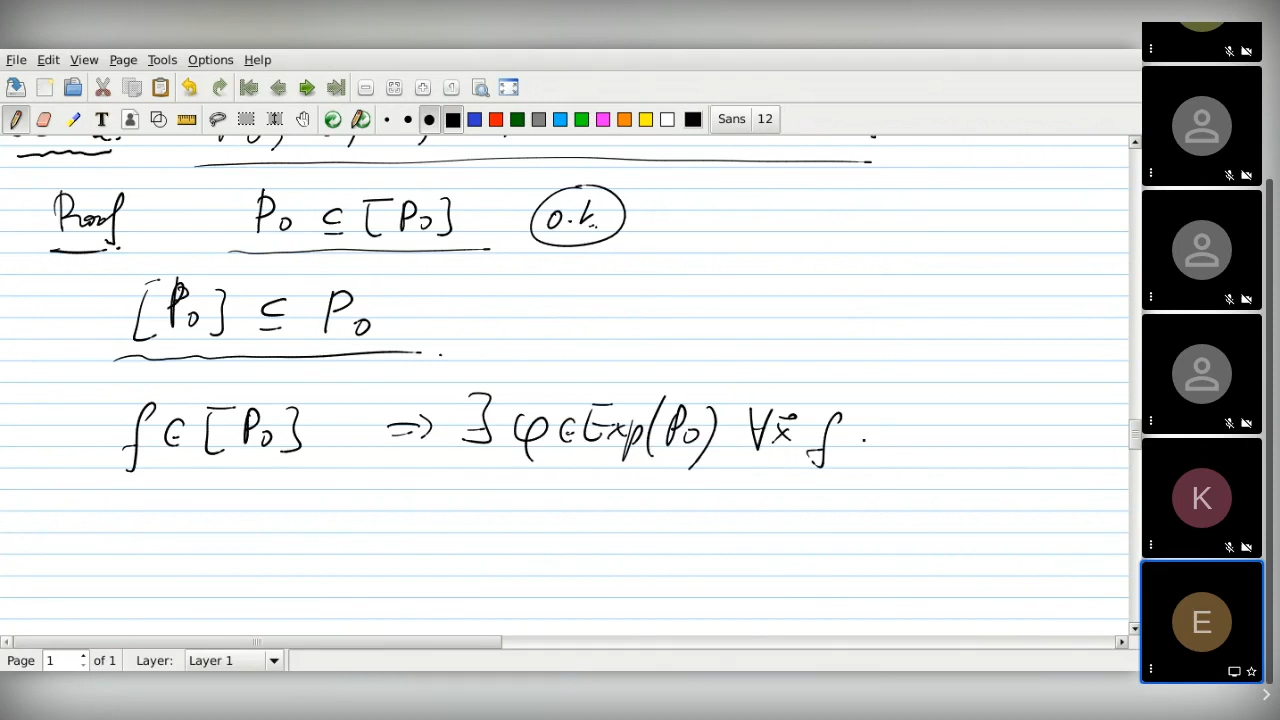 File Edit View Page Tools Options Help
Sans 12
Proof P₀ ⊆ [P₀] o.k.
[P₀] ⊆ P₀
f ∈ [P₀] ⇒ ∃ φ ∈ Exp(P₀) ∀x⃗ f
Page 1 of 1 Layer: Layer 1
K
E